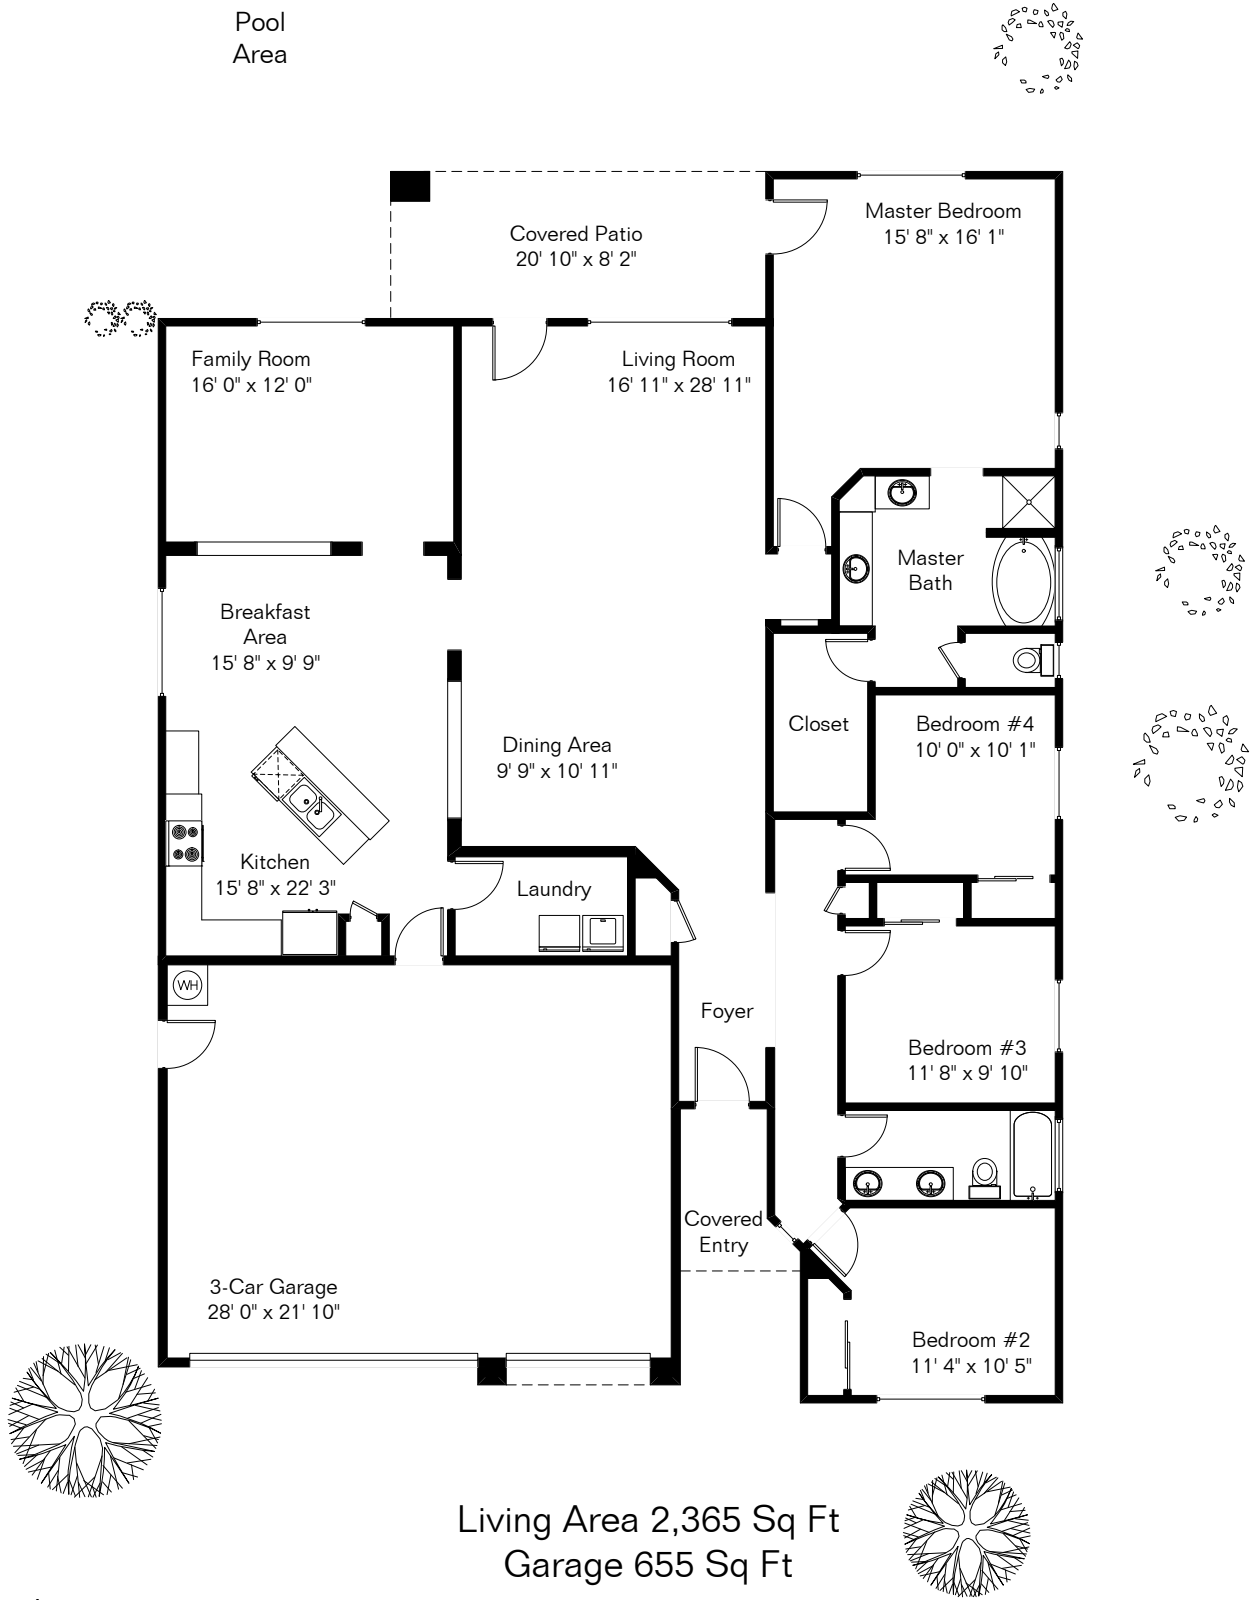 Pool
Area
Master Bedroom
15' 8" x 16' 1"
Covered Patio
20' 10" x 8' 2"
Family Room
16' 0" x 12' 0"
Living Room
16' 11" x 28' 11"
Master
Bath
Breakfast
Area
15' 8" x 9' 9"
Closet
Bedroom #4
10' 0" x 10' 1"
Dining Area
9' 9" x 10' 11"
Kitchen
15' 8" x 22' 3"
Laundry
WH
Foyer
Bedroom #3
11' 8" x 9' 10"
Covered
Entry
3-Car Garage
28' 0" x 21' 10"
Bedroom #2
11' 4" x 10' 5"
Living Area 2,365 Sq Ft
Garage 655 Sq Ft